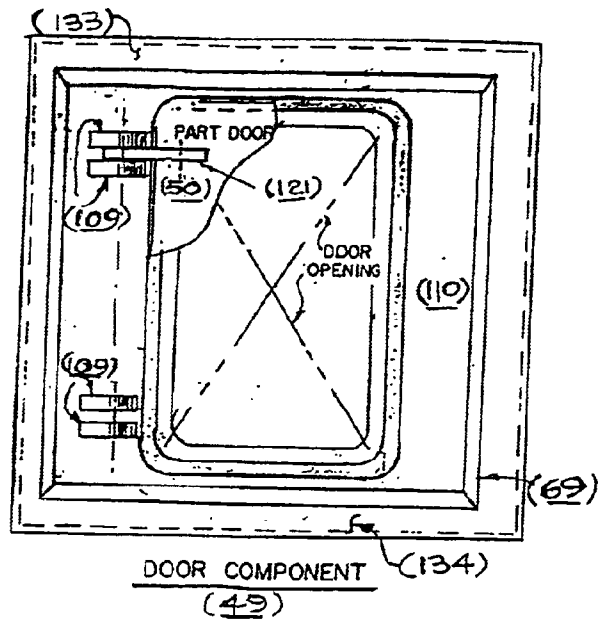 (133)
PART DOOR
(50)
(121)
(109)
DOOR
OPENING
(110)
(109)
(69)
(134)
DOOR COMPONENT
(49)